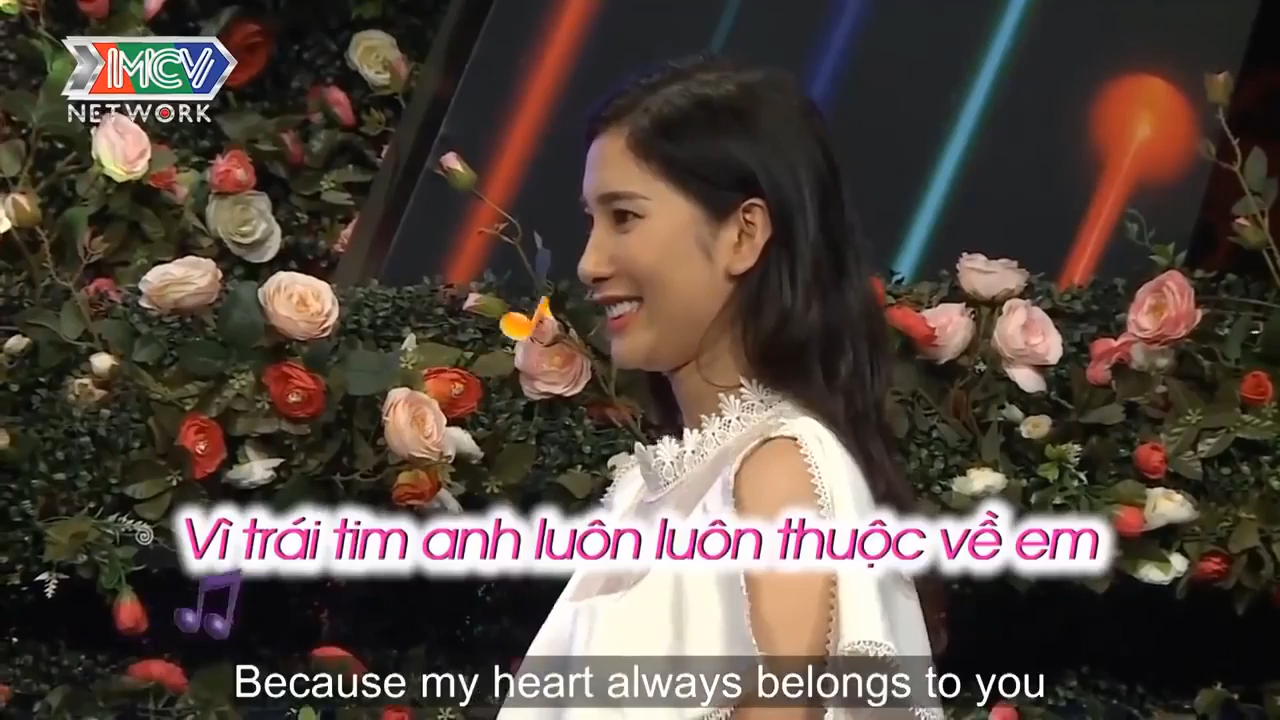 MCV
NETWORK
Vì trái tim anh luôn luôn thuộc về em
Because my heart always belongs to you